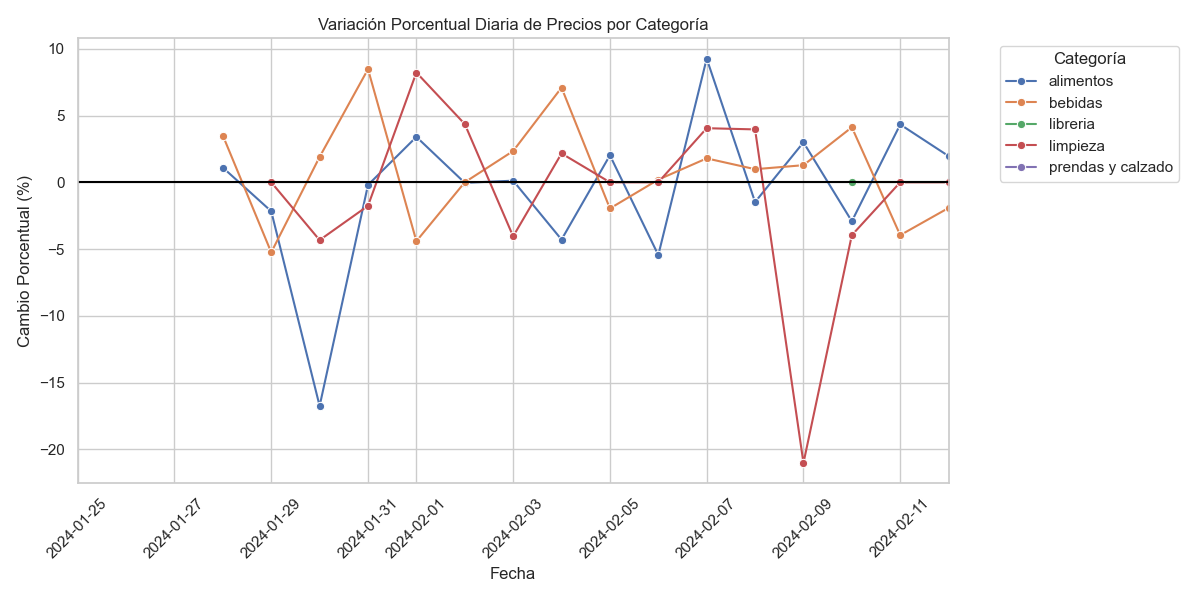 Variación Porcentual Diaria de Precios por Categoría
Cambio Porcentual (%)
10
5
0
−5
−10
−15
−20
2024-01-25
2024-01-27
2024-01-29
2024-01-31
2024-02-01
2024-02-03
2024-02-05
2024-02-07
2024-02-09
2024-02-11
Fecha
Categoría
alimentos
bebidas
libreria
limpieza
prendas y calzado